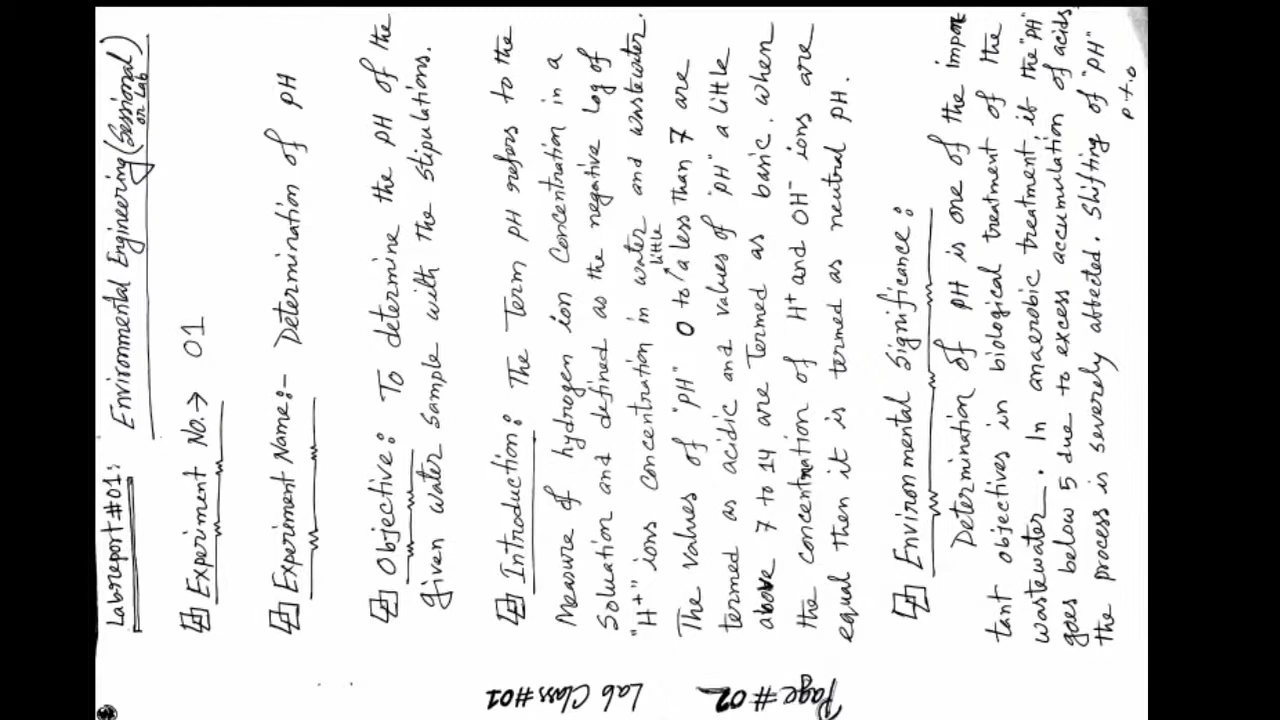 Lab report #01: Environmental Engineering (Sessional or Lab)
Experiment No. → 01
Experiment Name:- Determination of pH
Objective: To determine the pH of the
given water sample with the stipulations.
Introduction: The Term pH refers to the
Measure of hydrogen ion concentration in a
Soluation and defined as the negative log of
"H+" ions concentration in water and wastewater.
The values of "pH" 0 to a little less than 7 are
termed as acidic and values of "pH" a little
above 7 to 14 are Termed as basic. when
the concentration of H+ and OH- ions are
equal then it is termed as neutral pH.
Environmental Significance:
Determination of pH is one of the impor
tant objectives in biological treatment of the
wastewater. In anaerobic treatment, if the "pH"
goes below 5 due to excess accumulation of acids,
the process is severely affected. Shifting of "pH"
p.t.o
Lab Class #01
Page #02